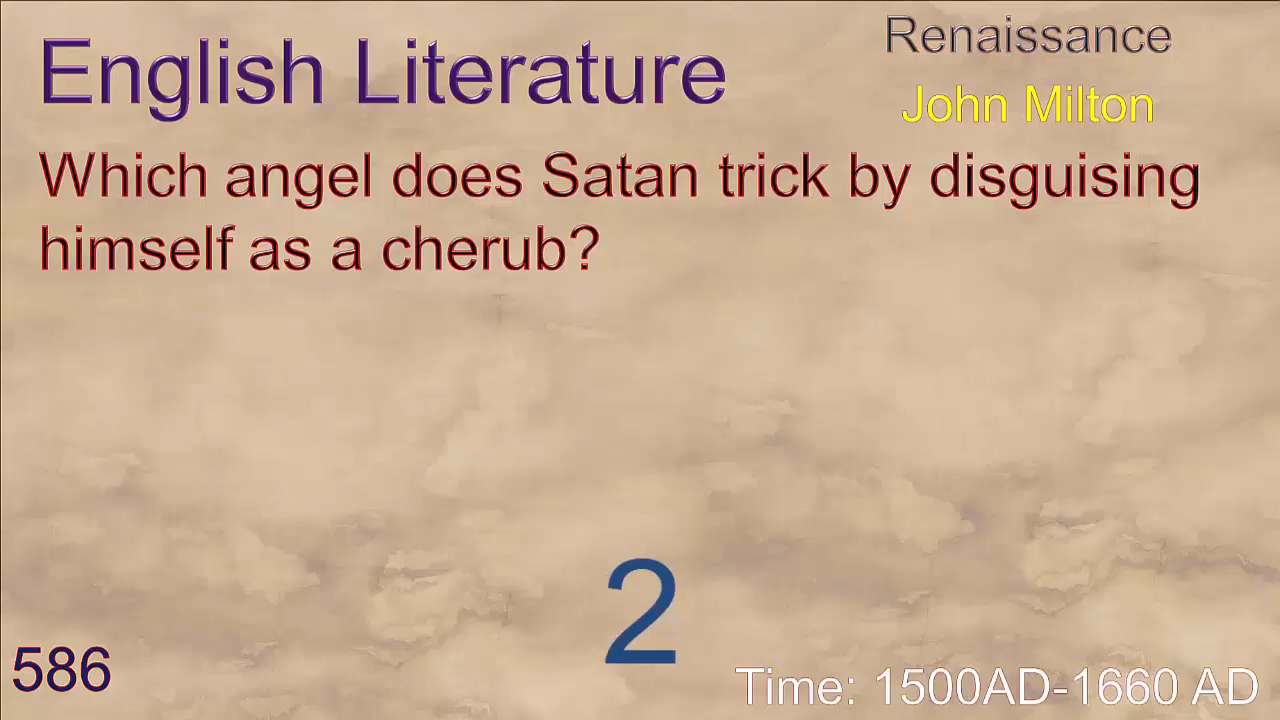 English Literature
Renaissance
John Milton
Which angel does Satan trick by disguising
himself as a cherub?
2
586
Time: 1500AD-1660 AD